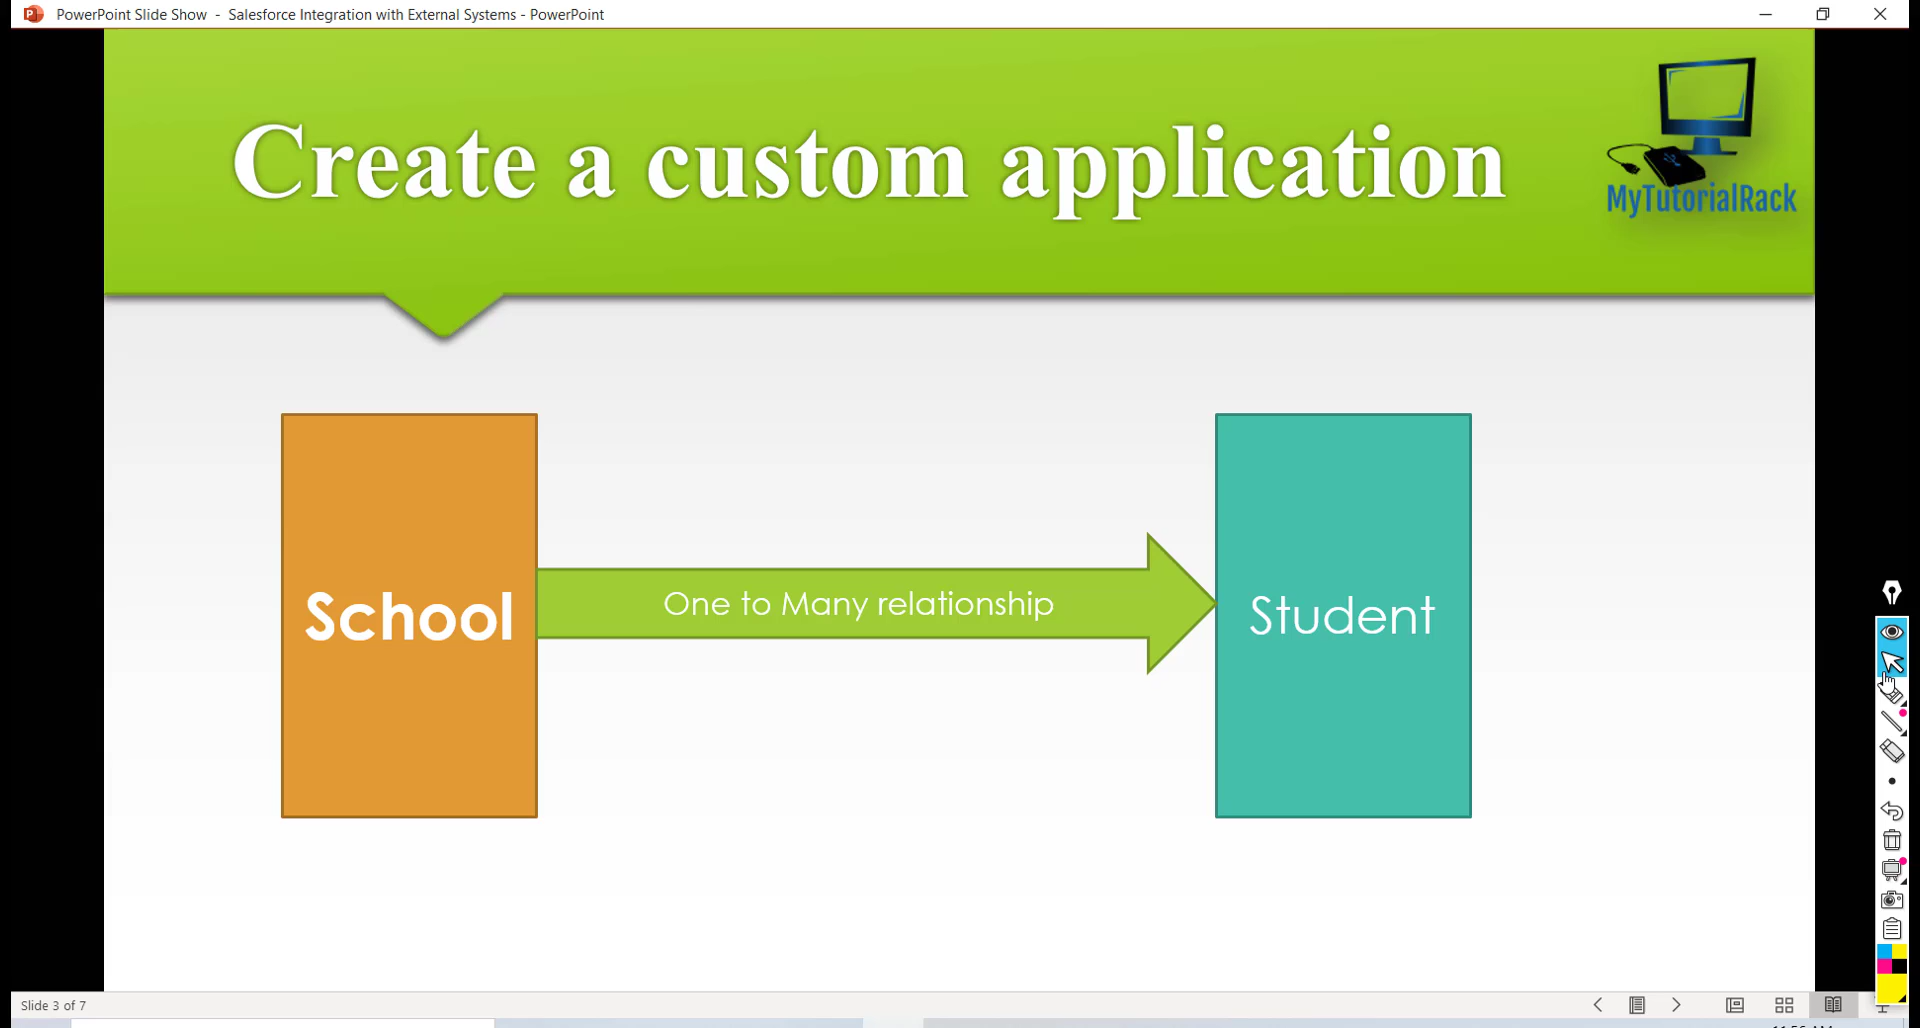 PowerPoint Slide Show - Salesforce Integration with External Systems - PowerPoint
Create a custom application
MyTutorialRack
School
One to Many relationship
Student
Slide 3 of 7